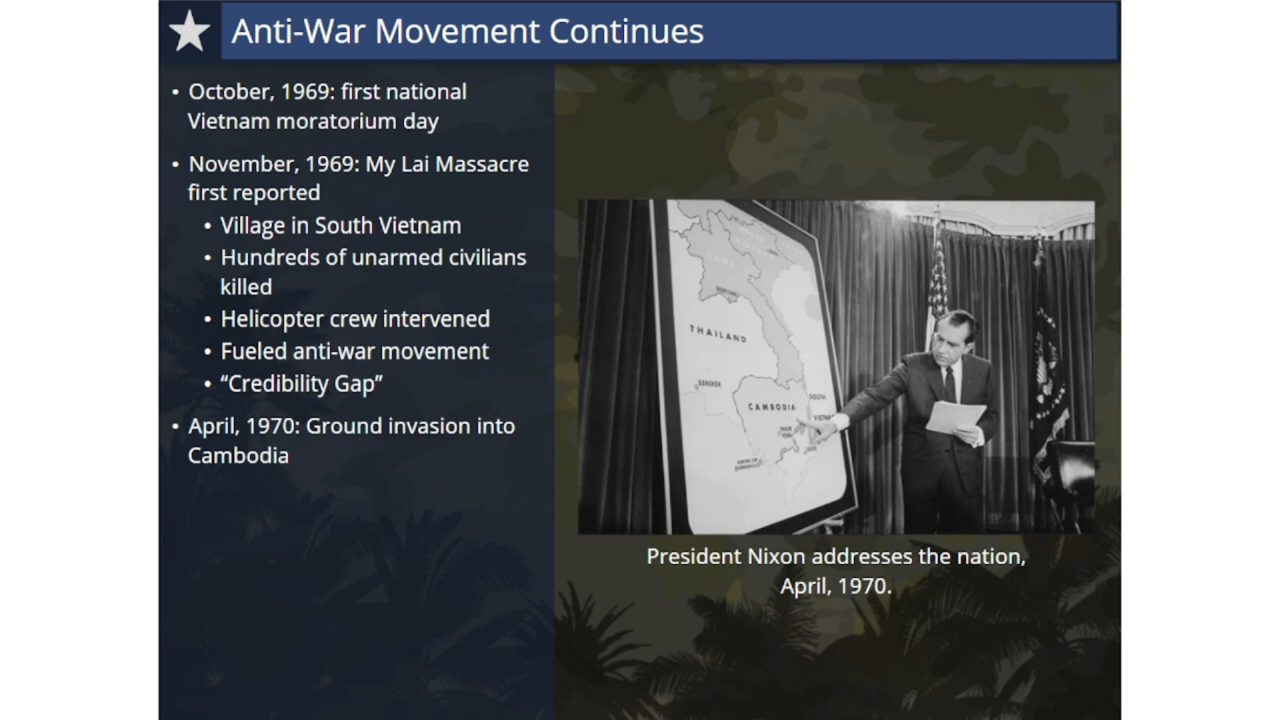 Anti-War Movement Continues
• October, 1969: first national
Vietnam moratorium day
• November, 1969: My Lai Massacre
first reported
• Village in South Vietnam
• Hundreds of unarmed civilians
killed
• Helicopter crew intervened
• Fueled anti-war movement
• “Credibility Gap”
• April, 1970: Ground invasion into
Cambodia
THAILAND
BANGKOK
CAMBODIA
SOUTH
President Nixon addresses the nation,
April, 1970.